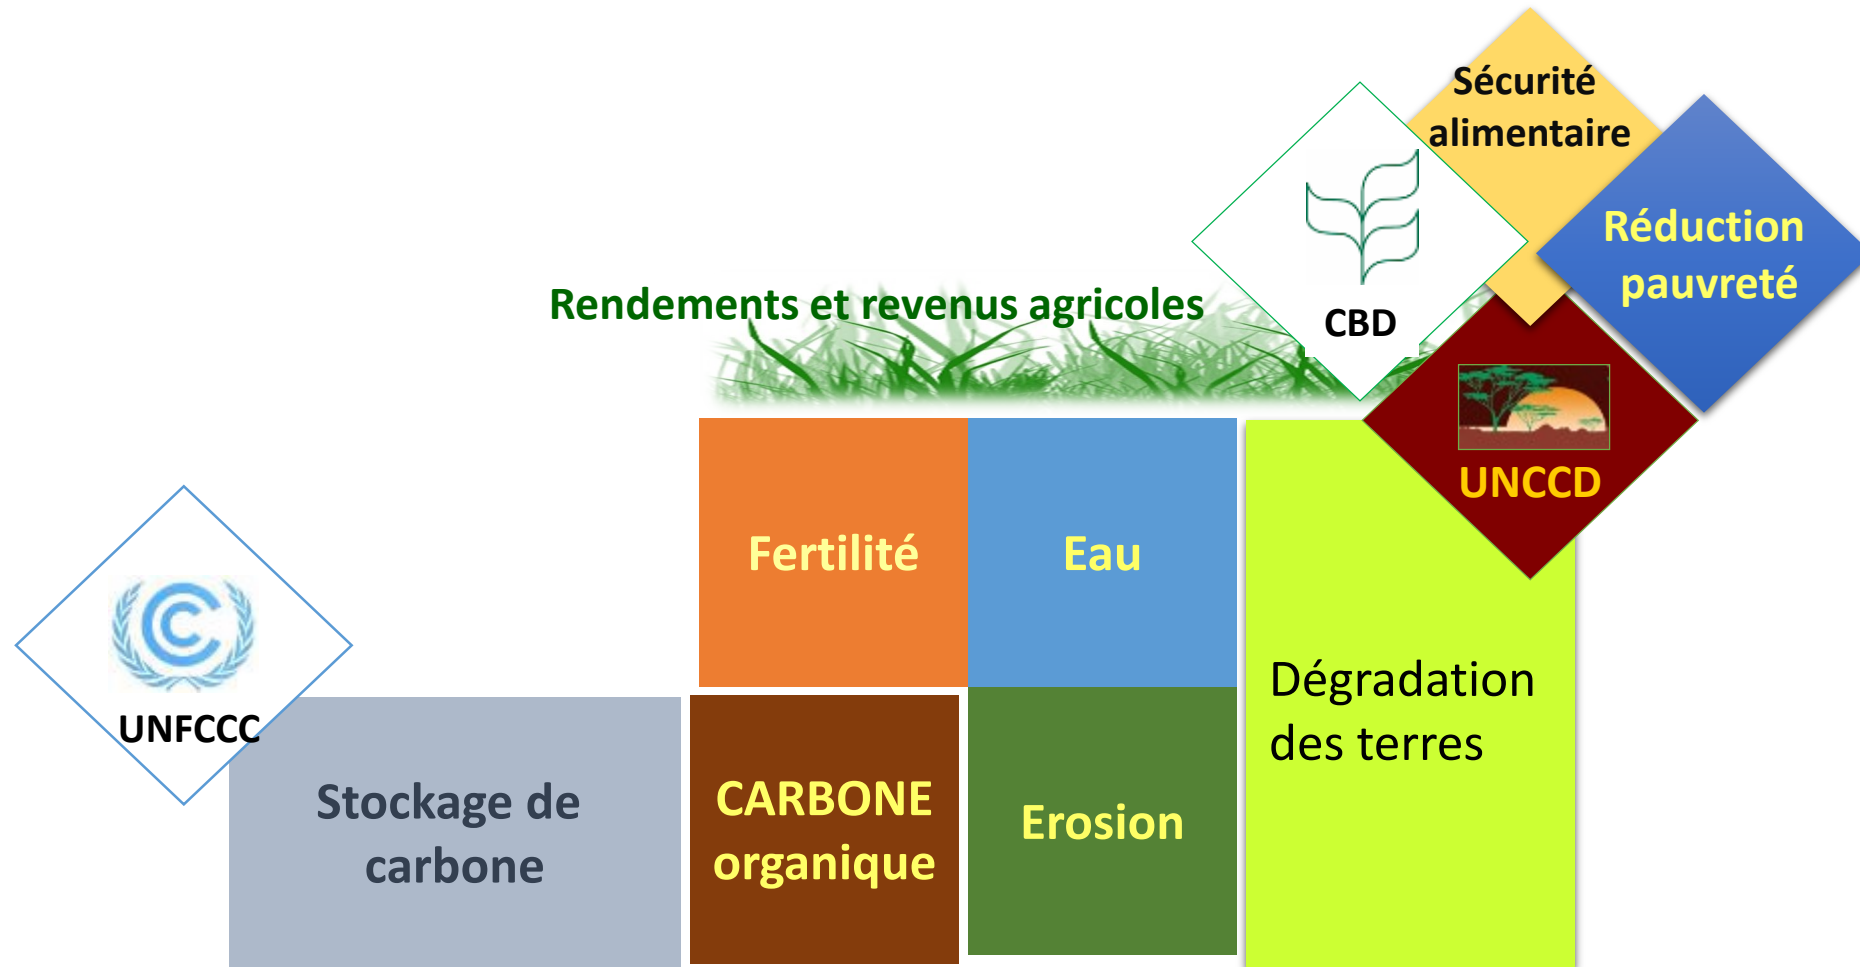 Sécurité
alimentaire
Réduction
pauvreté
Rendements et revenus agricoles
CBD
UNCCD
Fertilité
Eau
UNFCCC
Dégradation
des terres
Stockage de
carbone
CARBONE
organique
Erosion